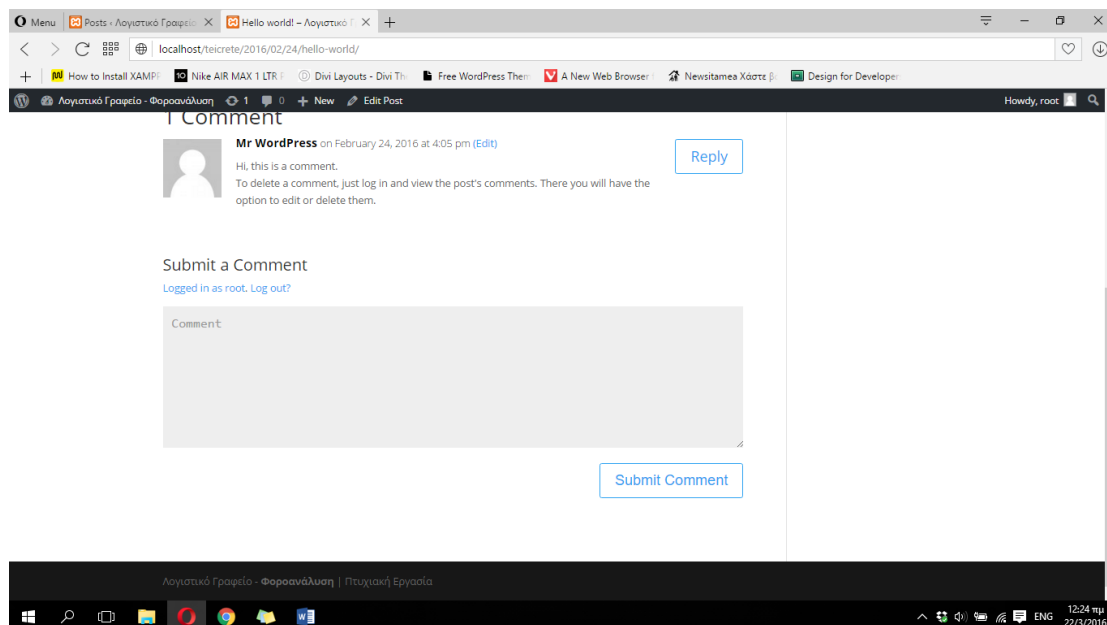 Menu Posts ‹ Λογιστικό Γραφείο Hello world! – Λογιστικό Γ
localhost/teicrete/2016/02/24/hello-world/
How to Install XAMPP Nike AIR MAX 1 LTR Divi Layouts - Divi Th Free WordPress Them A New Web Browser Newsitamea Χάστε βά Design for Developer
Λογιστικό Γραφείο - Φοροανάλυση 1 0 New Edit Post Howdy, root
1 Comment
Mr WordPress on February 24, 2016 at 4:05 pm (Edit)
Reply
Hi, this is a comment.
To delete a comment, just log in and view the post's comments. There you will have the
option to edit or delete them.
Submit a Comment
Logged in as root. Log out?
Comment
Submit Comment
Λογιστικό Γραφείο - Φοροανάλυση | Πτυχιακή Εργασία
ENG 12:24 πμ
22/3/2016